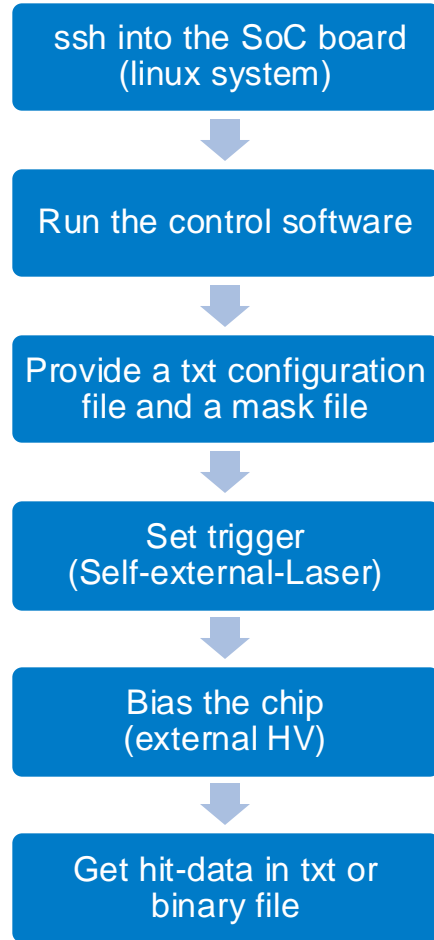 ssh into the SoC board
(linux system)
Run the control software
Provide a txt configuration
file and a mask file
Set trigger
(Self-external-Laser)
Bias the chip
(external HV)
Get hit-data in txt or
binary file